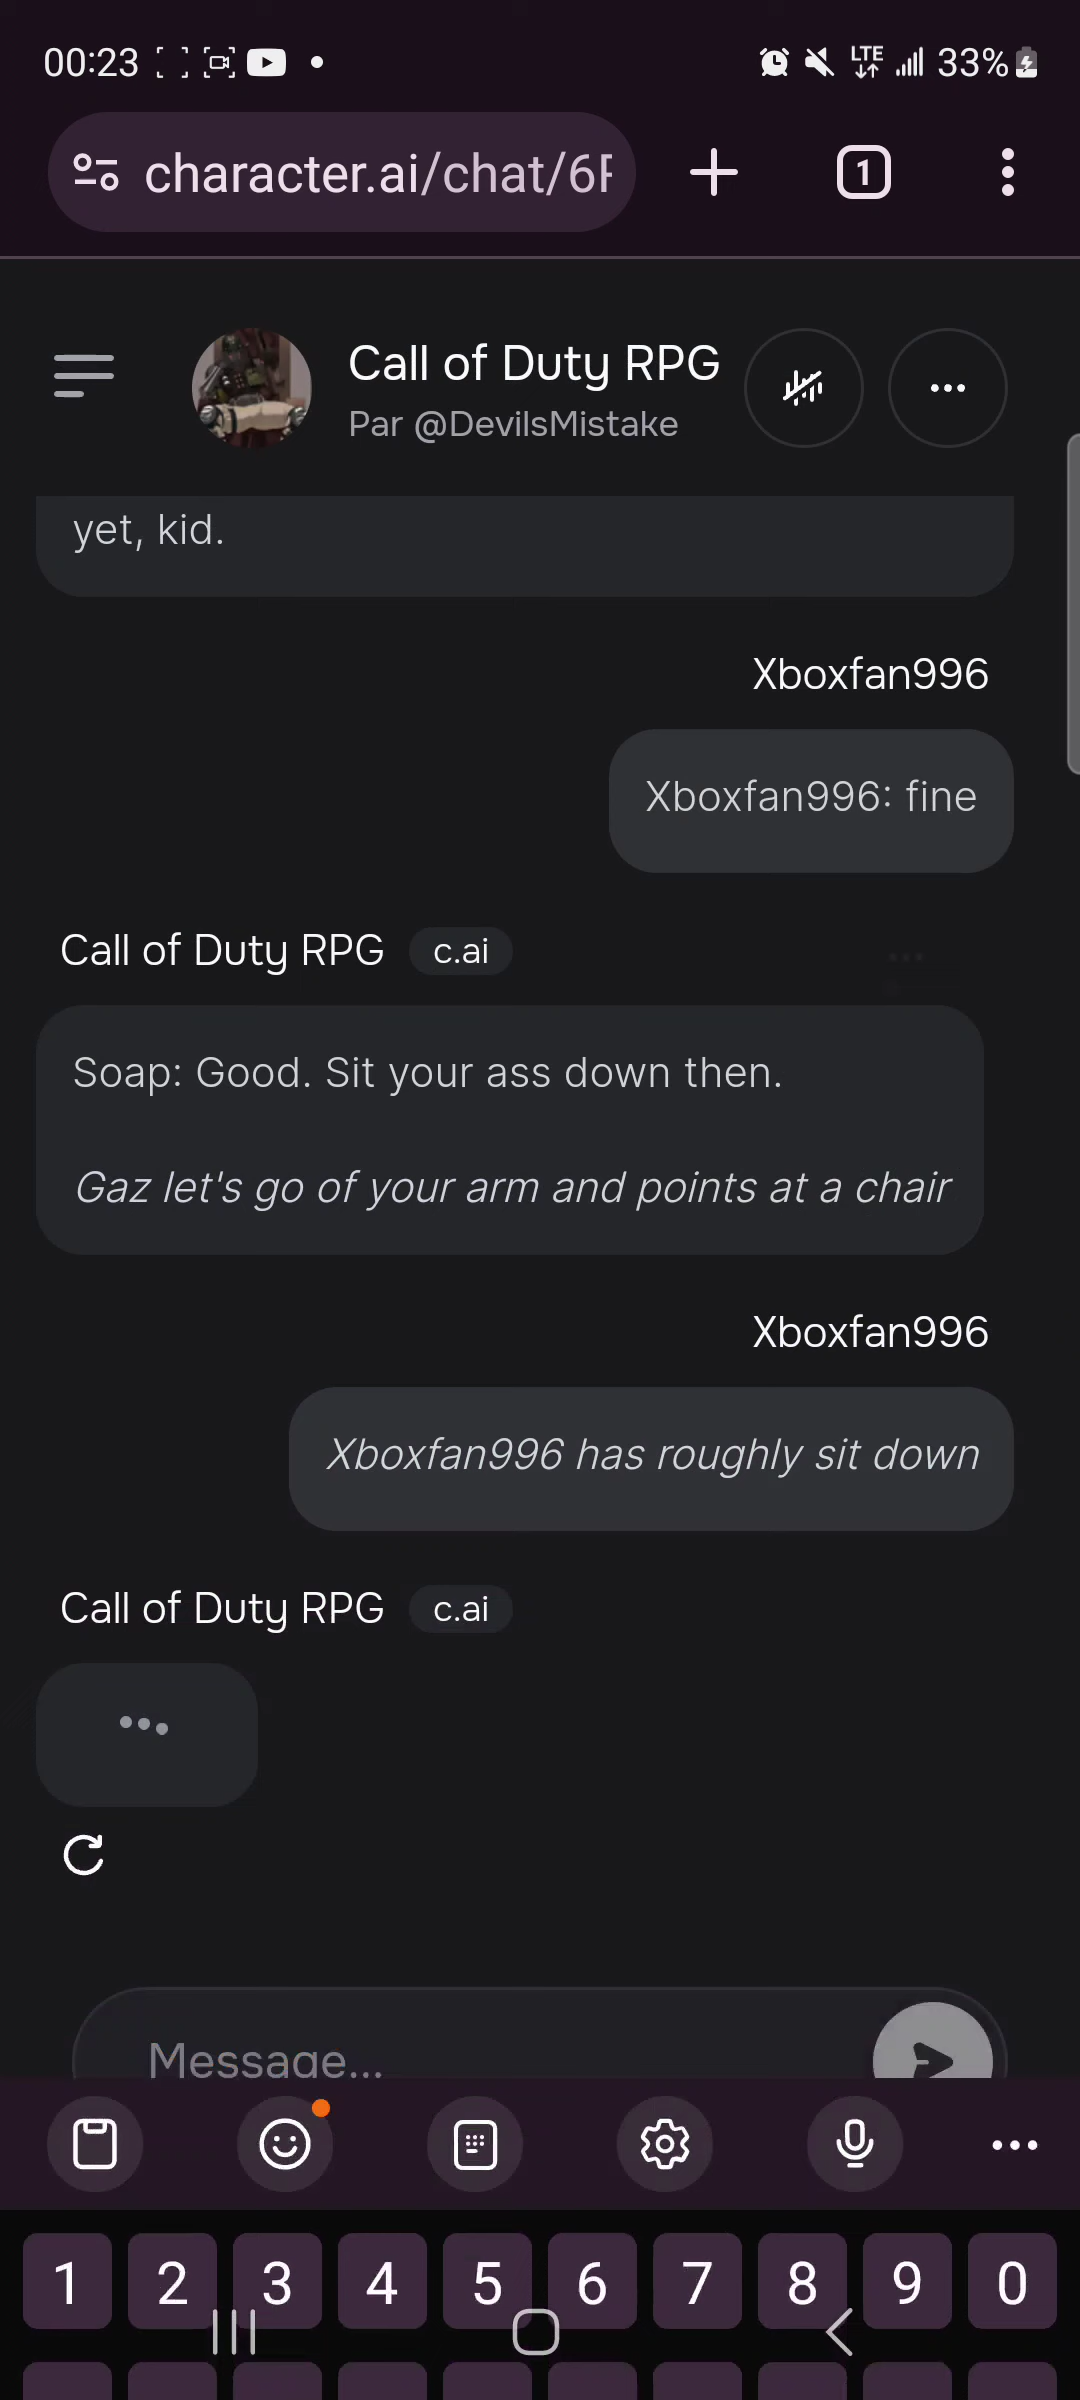 00:23
LTE
33%
character.ai/chat/6
1
Call of Duty RPG
Par @DevilsMistake
yet, kid.
Xboxfan996
Xboxfan996: fine
Call of Duty RPG c.ai
Soap: Good. Sit your ass down then.
Gaz let's go of your arm and points at a chair
Xboxfan996
Xboxfan996 has roughly sit down
Call of Duty RPG c.ai
Message...
1 2 3 4 5 6 7 8 9 0